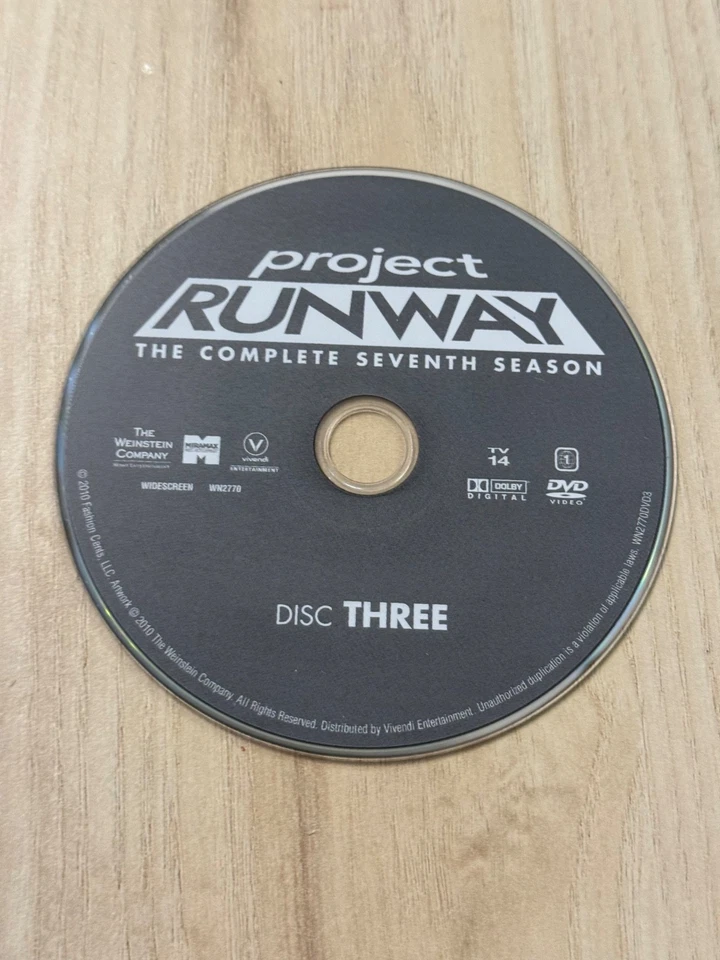 project
RUNWAY
THE COMPLETE SEVENTH SEASON
THE
WEINSTEIN
COMPANY
MIRAMAX
vivendi
ENTERTAINMENT
WIDESCREEN WN2770
TV
14
1
DOLBY
DIGITAL
DVD
VIDEO
DISC THREE
© 2010 Fashion Cents, LLC. Artwork © 2010 The Weinstein Company. All Rights Reserved. Distributed by Vivendi Entertainment. Unauthorized duplication is a violation of applicable laws. WN2770DVD3